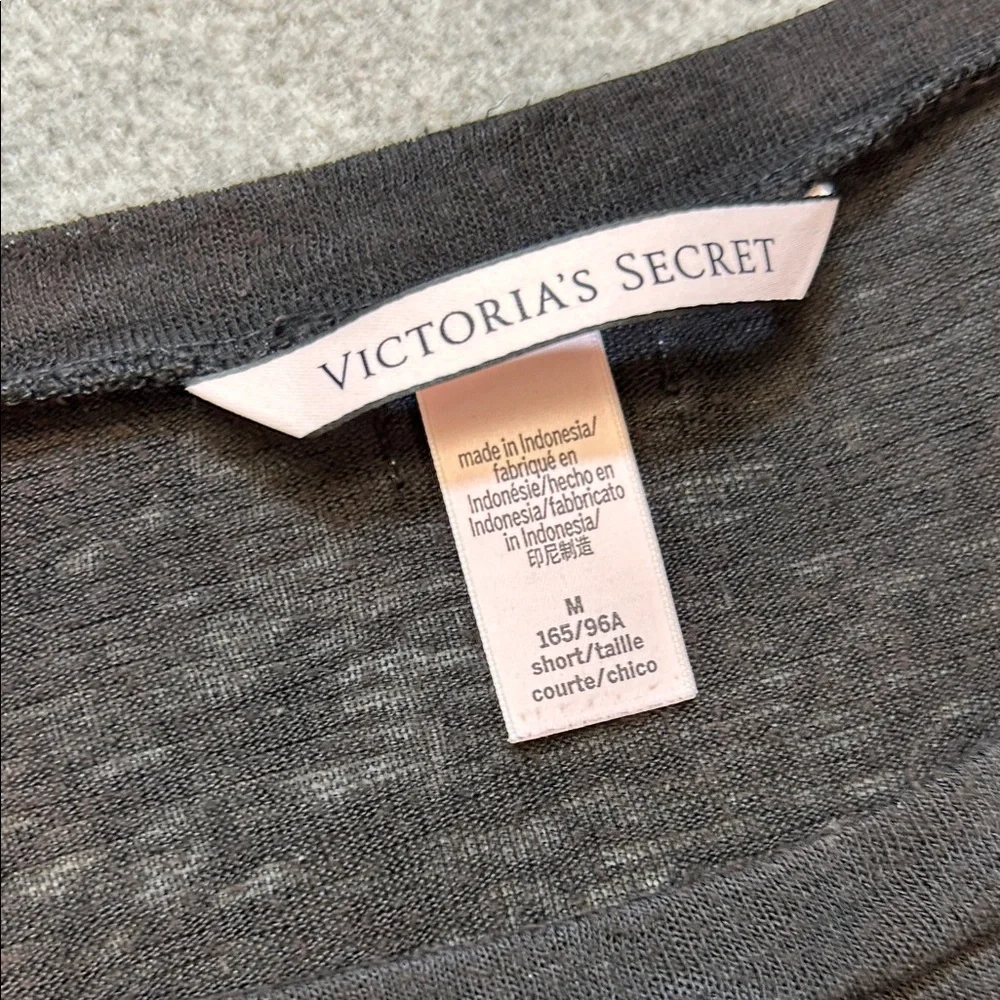 VICTORIA'S SECRET
made in Indonesia/
fabriqué en
Indonésie/hecho en
Indonesia/fabbricato
in Indonesia/
印尼制造
M
165/96A
short/taille
courte/chico